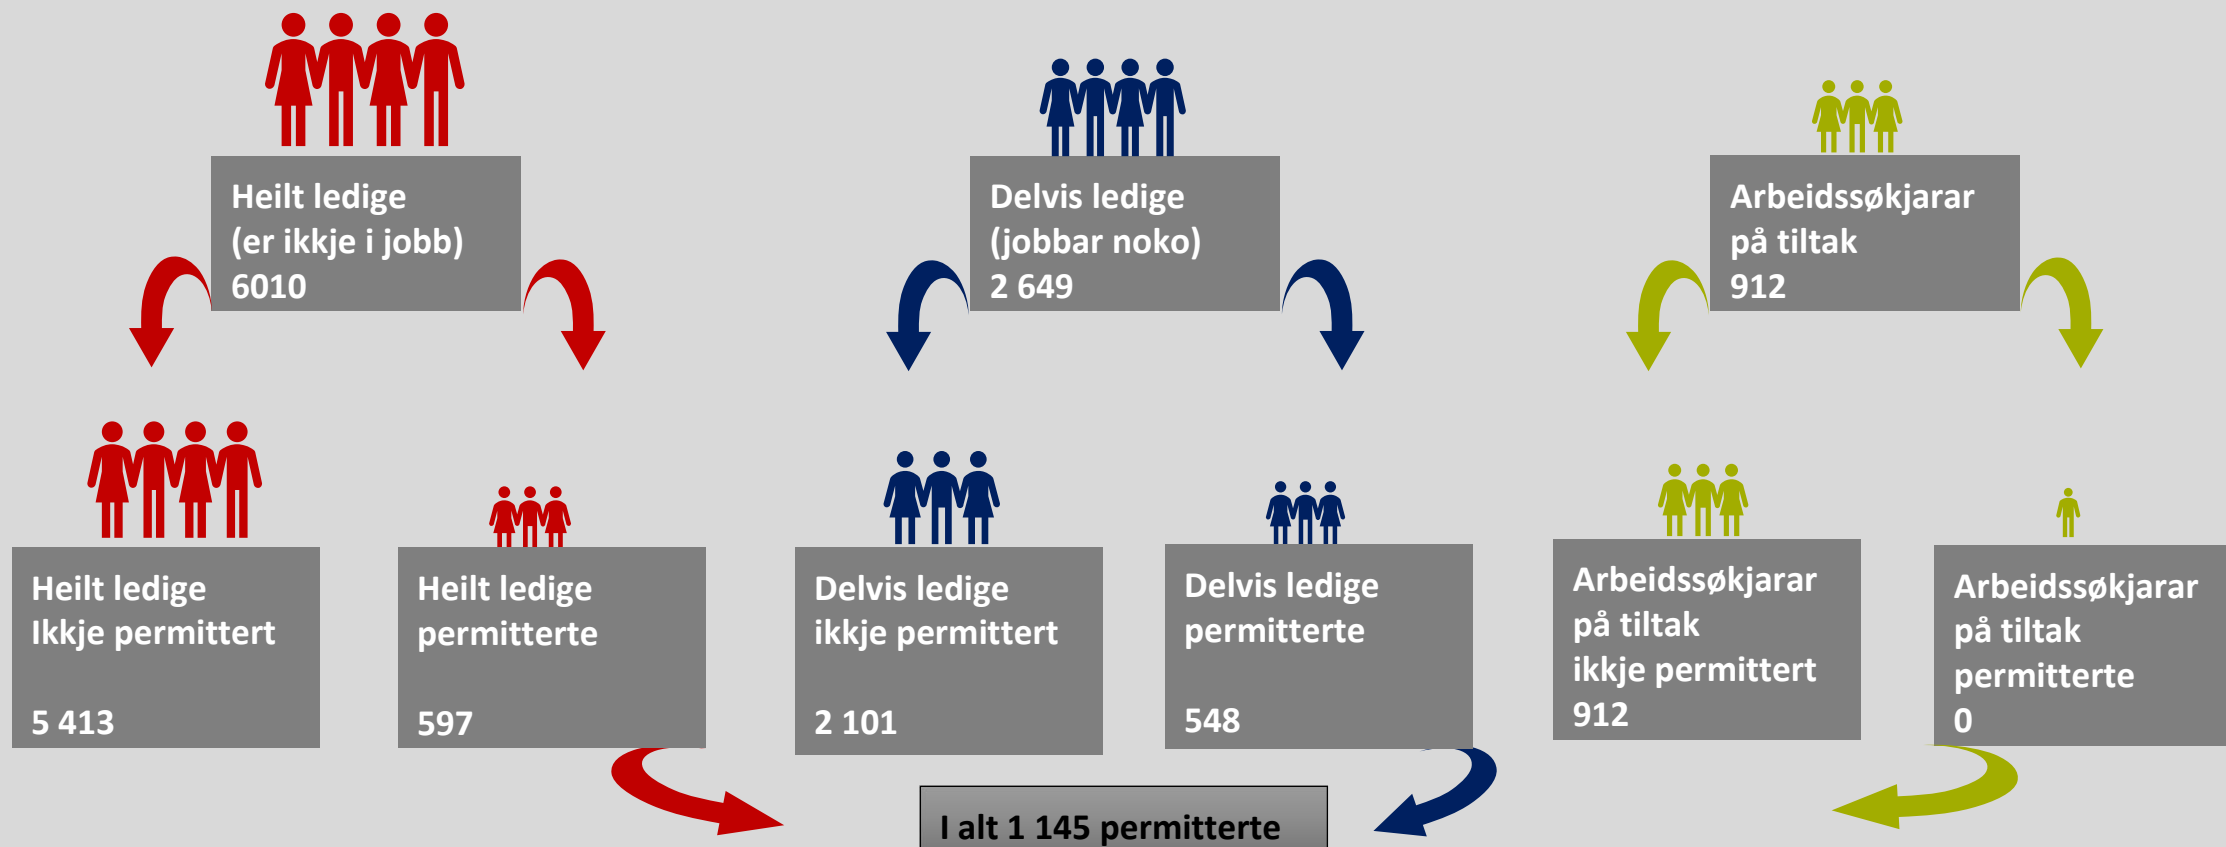 Heilt ledige
(er ikkje i jobb)
6010
Delvis ledige
(jobbar noko)
2 649
Arbeidssøkjarar
på tiltak
912
Heilt ledige
Ikkje permittert
5 413
Heilt ledige
permitterte
597
Delvis ledige
ikkje permittert
2 101
Delvis ledige
permitterte
548
Arbeidssøkjarar
på tiltak
ikkje permittert
912
Arbeidssøkjarar
på tiltak
permitterte
0
I alt 1 145 permitterte